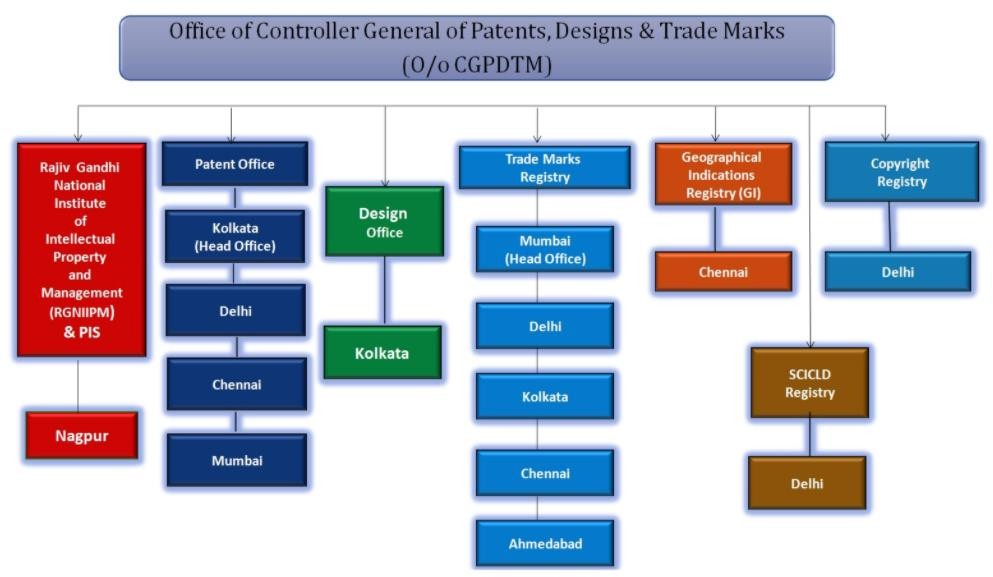 Office of Controller General of Patents, Designs & Trade Marks
(O/o CGPDTM)
Rajiv Gandhi
National
Institute
of
Intellectual
Property
and
Management
(RGNIIPM)
& PIS
Nagpur
Patent Office
Kolkata
(Head Office)
Delhi
Chennai
Mumbai
Design
Office
Kolkata
Trade Marks
Registry
Mumbai
(Head Office)
Delhi
Kolkata
Chennai
Ahmedabad
Geographical
Indications
Registry (GI)
Chennai
SCICLD
Registry
Delhi
Copyright
Registry
Delhi